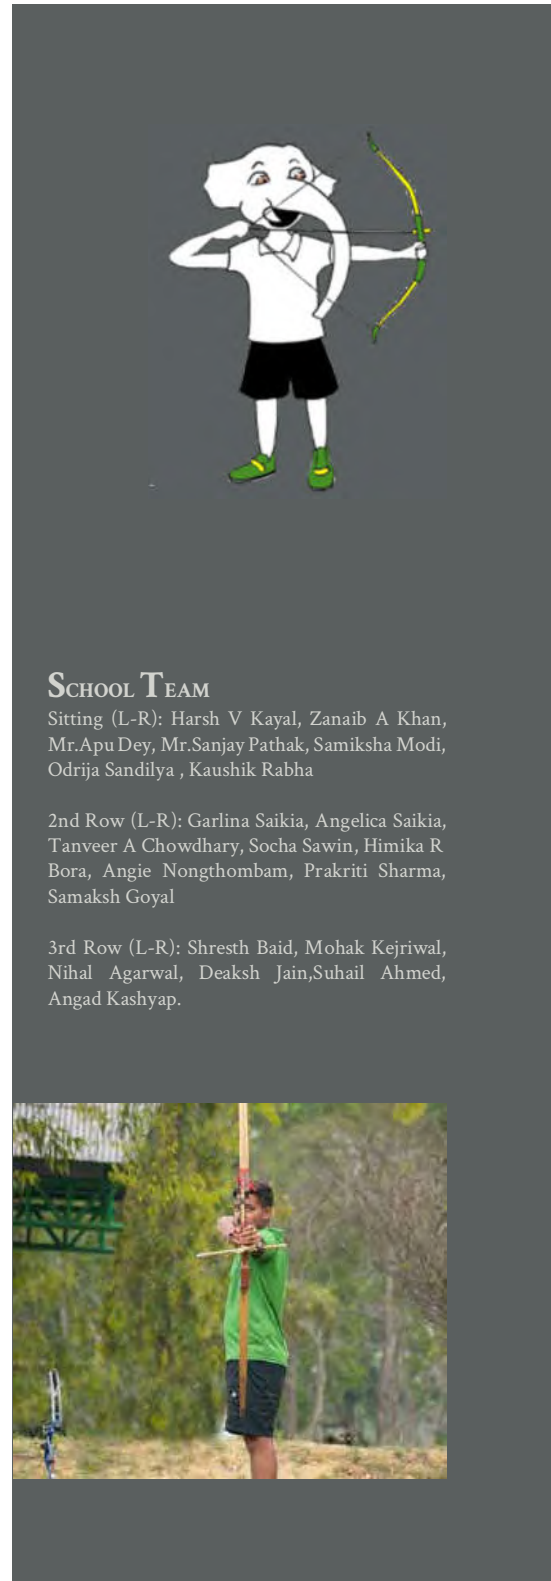 School Team
Sitting (L-R): Harsh V Kayal, Zanaib A Khan,
Mr.Apu Dey, Mr.Sanjay Pathak, Samiksha Modi,
Odrija Sandilya , Kaushik Rabha
2nd Row (L-R): Garlina Saikia, Angelica Saikia,
Tanveer A Chowdhary, Socha Sawin, Himika R
Bora, Angie Nongthombam, Prakriti Sharma,
Samaksh Goyal
3rd Row (L-R): Shresth Baid, Mohak Kejriwal,
Nihal Agarwal, Deaksh Jain,Suhail Ahmed,
Angad Kashyap.